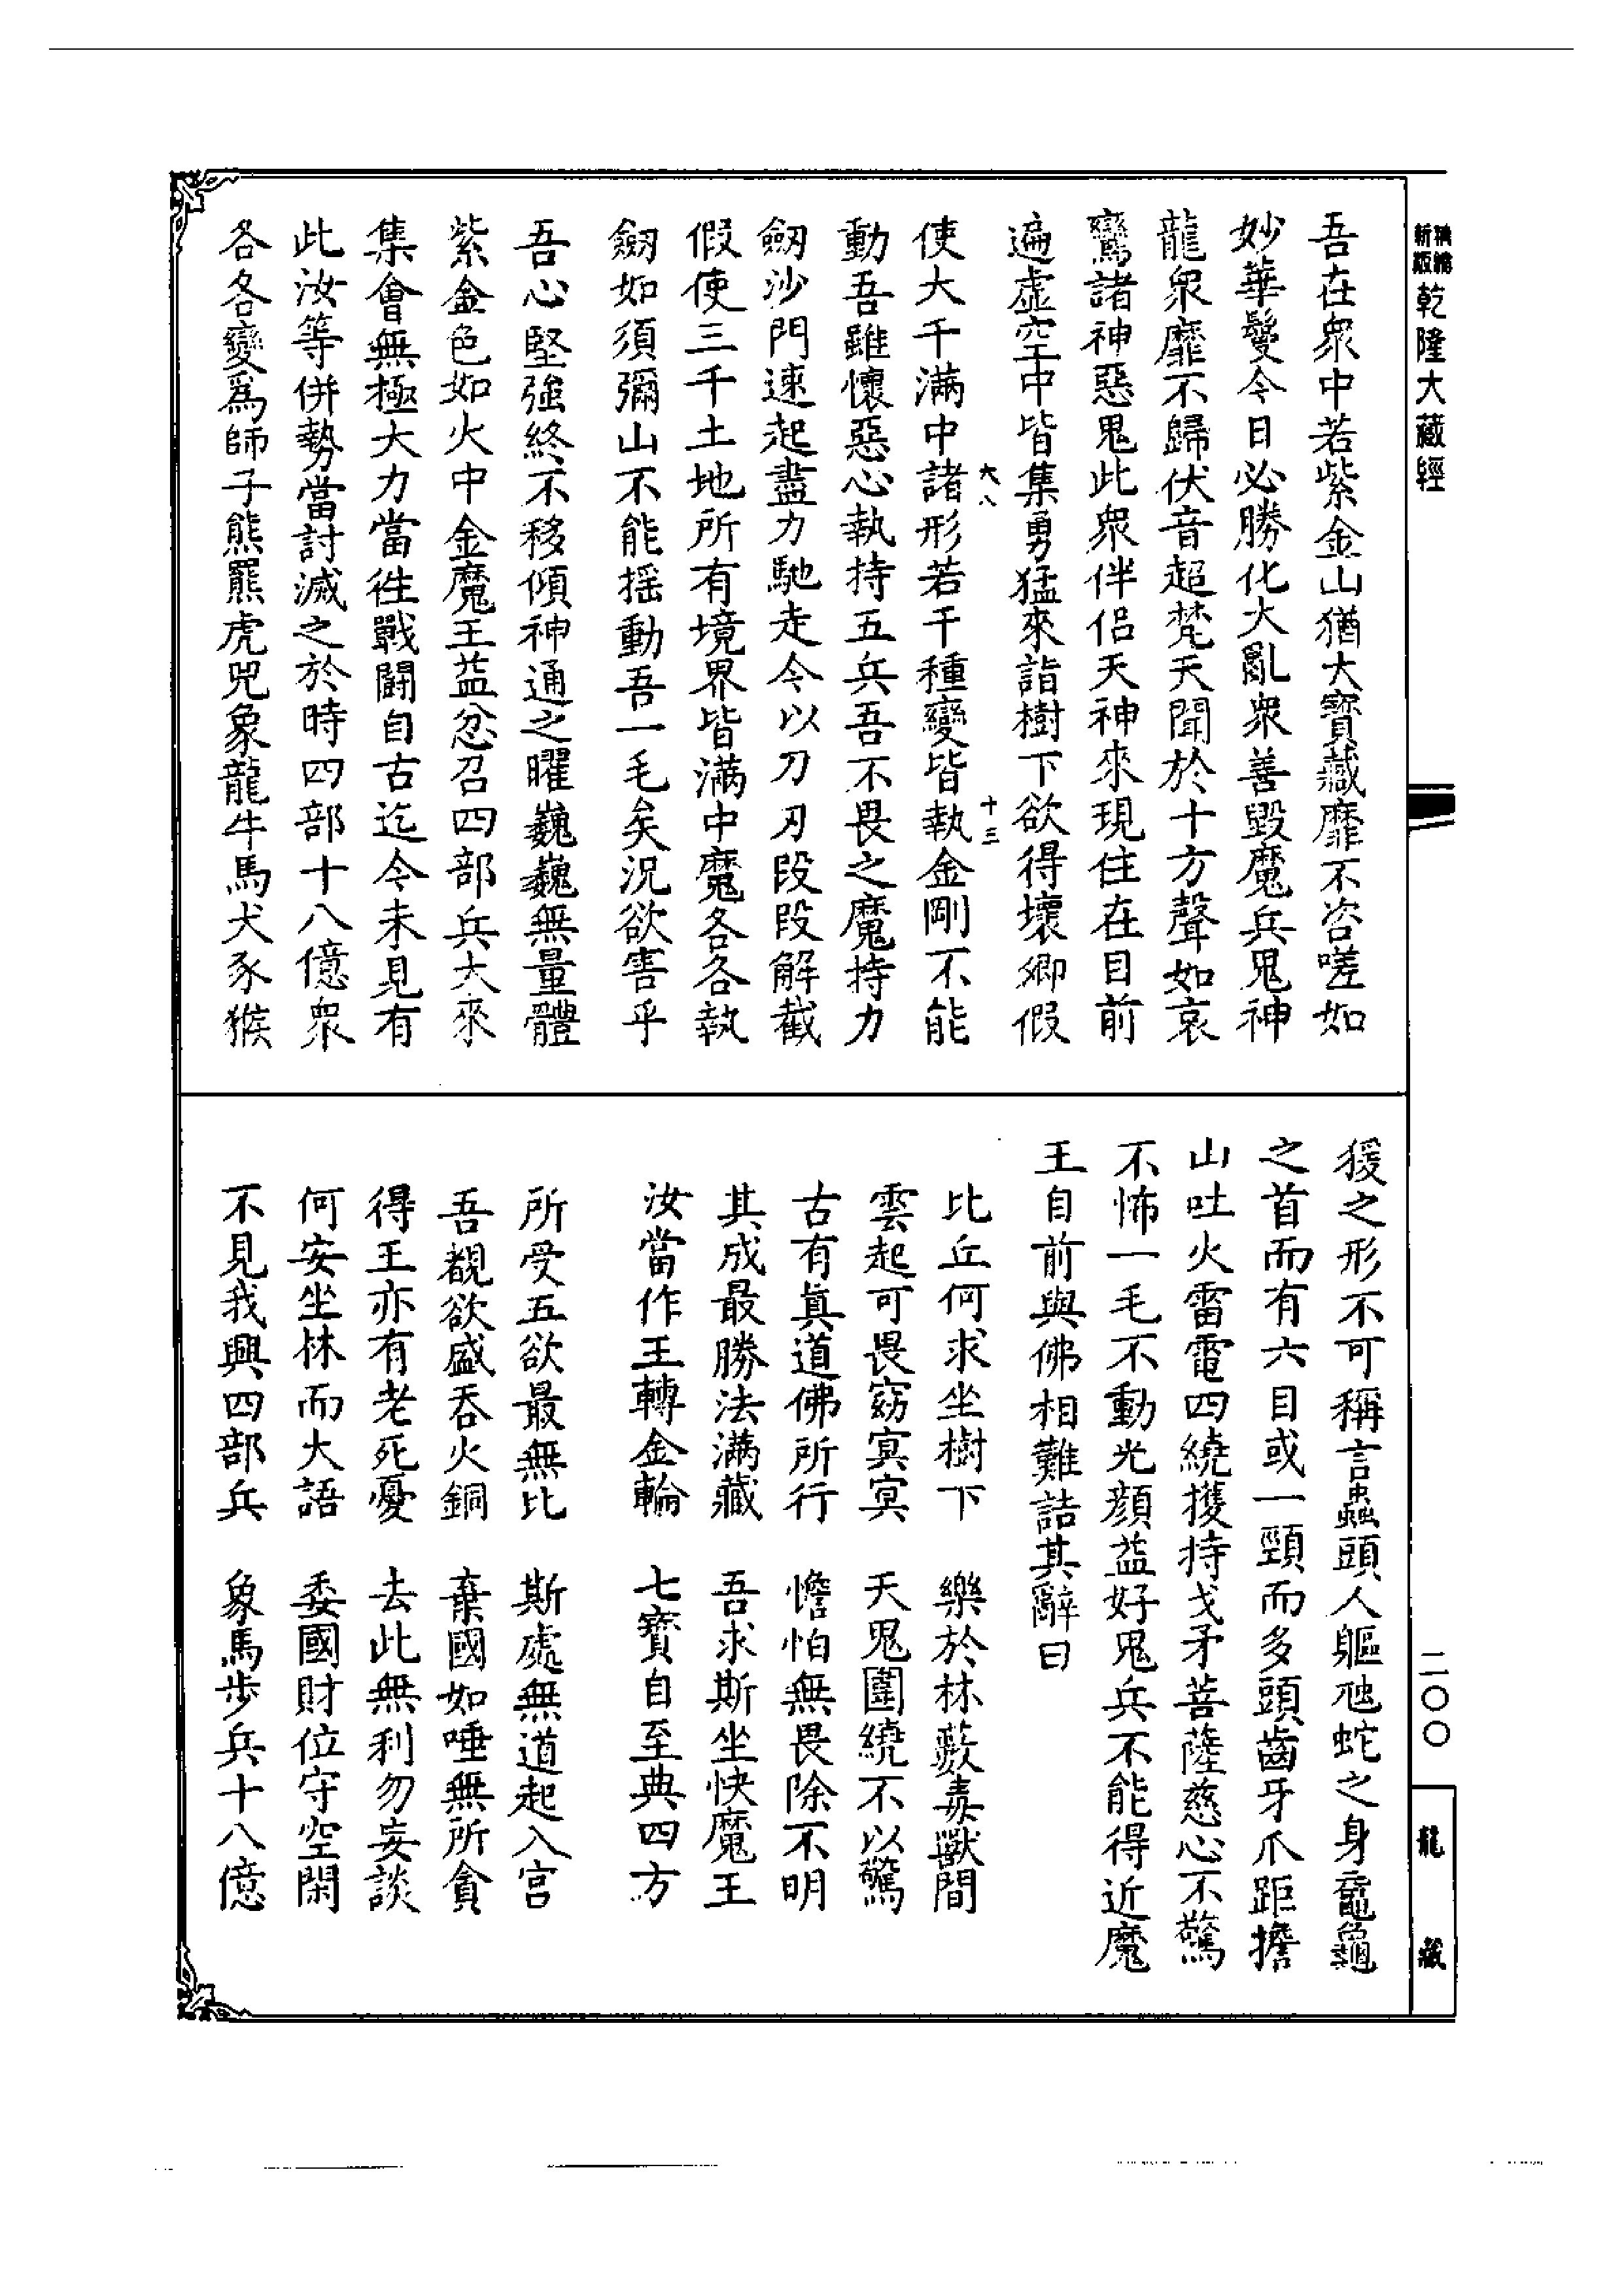 乾隆大藏經
吾在衆中若紫金山猶大寶藏靡不咨嗟如
妙華鬘今日必勝化大亂衆善毀魔兵鬼神
龍衆靡不歸伏音超梵天聞於十方聲如哀
鸞諸神惡鬼此衆伴侶天神來現住在目前
遍虛空中皆集勇猛來詣樹下欲得壞卿假
六八
十三
使大千滿中諸形若干種變皆執金剛不能
動吾雖懷惡心執持五兵吾不畏之魔持力
劒沙門速起盡力馳走今以刀刃段段解截
假使三千土地所有境界皆滿中魔各各執
劒如須彌山不能搖動吾一毛矣況欲害乎
吾心堅強終不移傾神通之曜巍巍無量體
紫金色如火中金魔王益忿召四部兵大來
集會無極大力當徃戰鬪自古迄今未見有
此汝等併勢當討滅之於時四部十八億衆
各各變爲師子熊羆虎兕象龍牛馬犬豕猴
猨之形不可稱言蟲頭人軀虺蛇之身黿龜
之首而有六目或一頸而多頭齒牙爪距擔
山吐火雷電四繞擭持戈矛菩薩慈心不驚
不怖一毛不動光顏益好鬼兵不能得近魔
王自前與佛相難詰其辭曰
比丘何求坐樹下　樂於林藪毒獸間
雲起可畏窈冥冥　天鬼圍繞不以驚
古有眞道佛所行　憺怕無畏除不明
其成最勝法滿藏　吾求斯坐快魔王
汝當作王轉金輪　七寶自至典四方
所受五欲最無比　斯處無道起入宫
吾覩欲盛吞火銅　棄國如唾無所貪
得王亦有老死憂　去此無利勿妄談
何安坐林而大語　委國財位守空閑
不見我興四部兵　象馬步兵十八億
二〇〇
龍藏